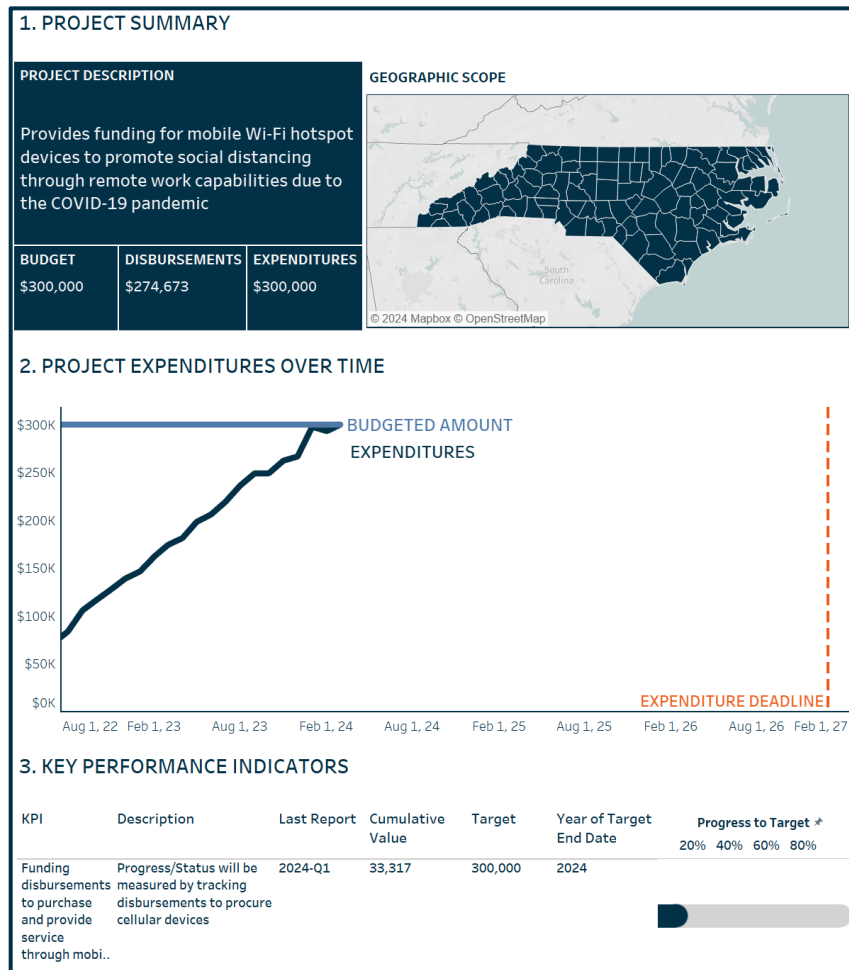 1. PROJECT SUMMARY
PROJECT DESCRIPTION
Provides funding for mobile Wi-Fi hotspot
devices to promote social distancing
through remote work capabilities due to
the COVID-19 pandemic
BUDGET DISBURSEMENTS EXPENDITURES
$300,000 $274,673 $300,000
GEOGRAPHIC SCOPE
South
Carolina
© 2024 Mapbox © OpenStreetMap
2. PROJECT EXPENDITURES OVER TIME
$300K
$250K
$200K
$150K
$100K
$50K
$0K
BUDGETED AMOUNT
EXPENDITURES
EXPENDITURE DEADLINE
Aug 1, 22 Feb 1, 23 Aug 1, 23 Feb 1, 24 Aug 1, 24 Feb 1, 25 Aug 1, 25 Feb 1, 26 Aug 1, 26 Feb 1, 27
3. KEY PERFORMANCE INDICATORS
KPI Description Last Report Cumulative Target Year of Target Progress to Target
Value End Date 20% 40% 60% 80%
Funding Progress/Status will be 2024-Q1 33,317 300,000 2024
disbursements measured by tracking
to purchase disbursements to procure
and provide cellular devices
service
through mobi..